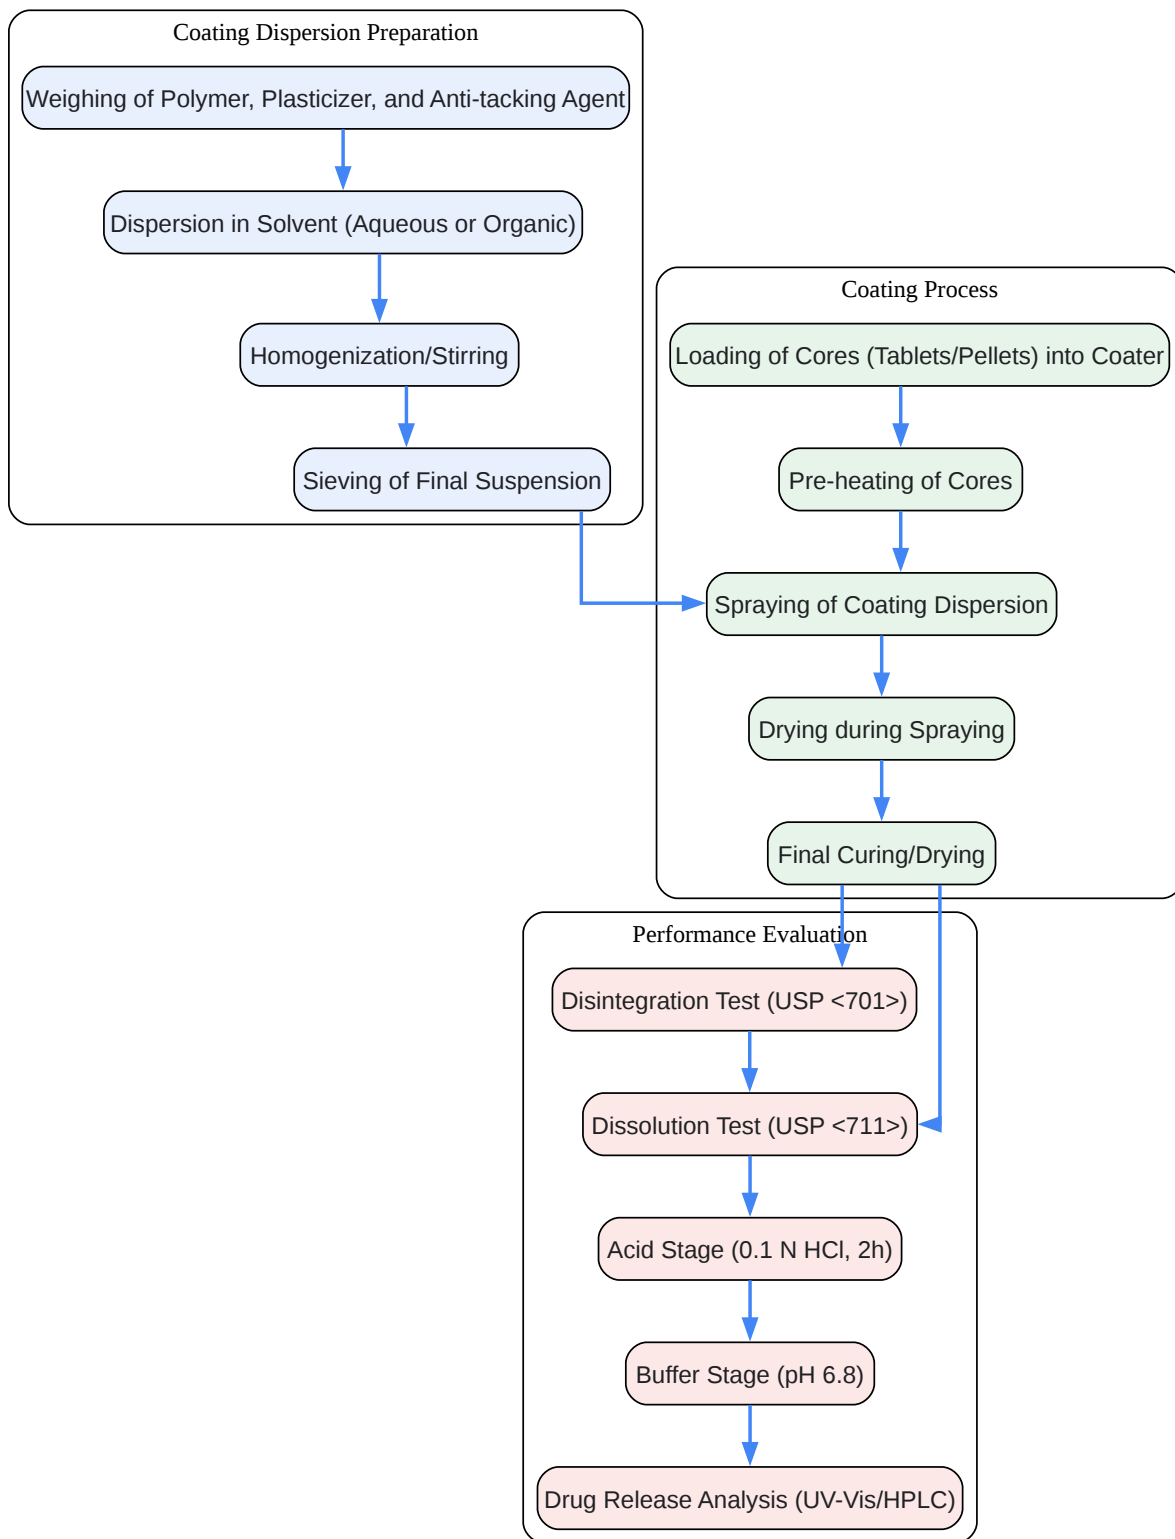 Coating Dispersion Preparation
Weighing of Polymer, Plasticizer, and Anti-tacking Agent
Dispersion in Solvent (Aqueous or Organic)
Homogenization/Stirring
Sieving of Final Suspension
Coating Process
Loading of Cores (Tablets/Pellets) into Coater
Pre-heating of Cores
Spraying of Coating Dispersion
Drying during Spraying
Final Curing/Drying
Performance Evaluation
Disintegration Test (USP <701>)
Dissolution Test (USP <711>)
Acid Stage (0.1 N HCl, 2h)
Buffer Stage (pH 6.8)
Drug Release Analysis (UV-Vis/HPLC)